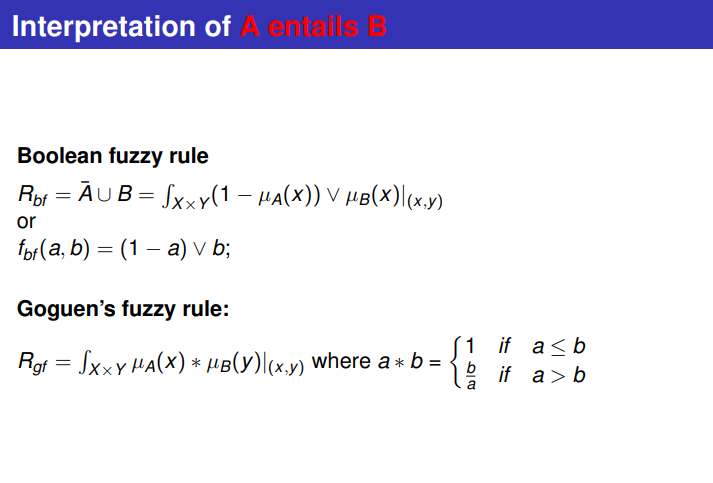 Interpretation of A entails B
Boolean fuzzy rule
R_bf = Ā ∪ B = ∫_{X×Y}(1 − μ_A(x)) ∨ μ_B(x)|_{(x,y)}
or
f_bf(a, b) = (1 − a) ∨ b;
Goguen's fuzzy rule:
R_gf = ∫_{X×Y} μ_A(x) ∗ μ_B(y)|_{(x,y)} where a ∗ b = { 1 if a ≤ b
b/a if a > b